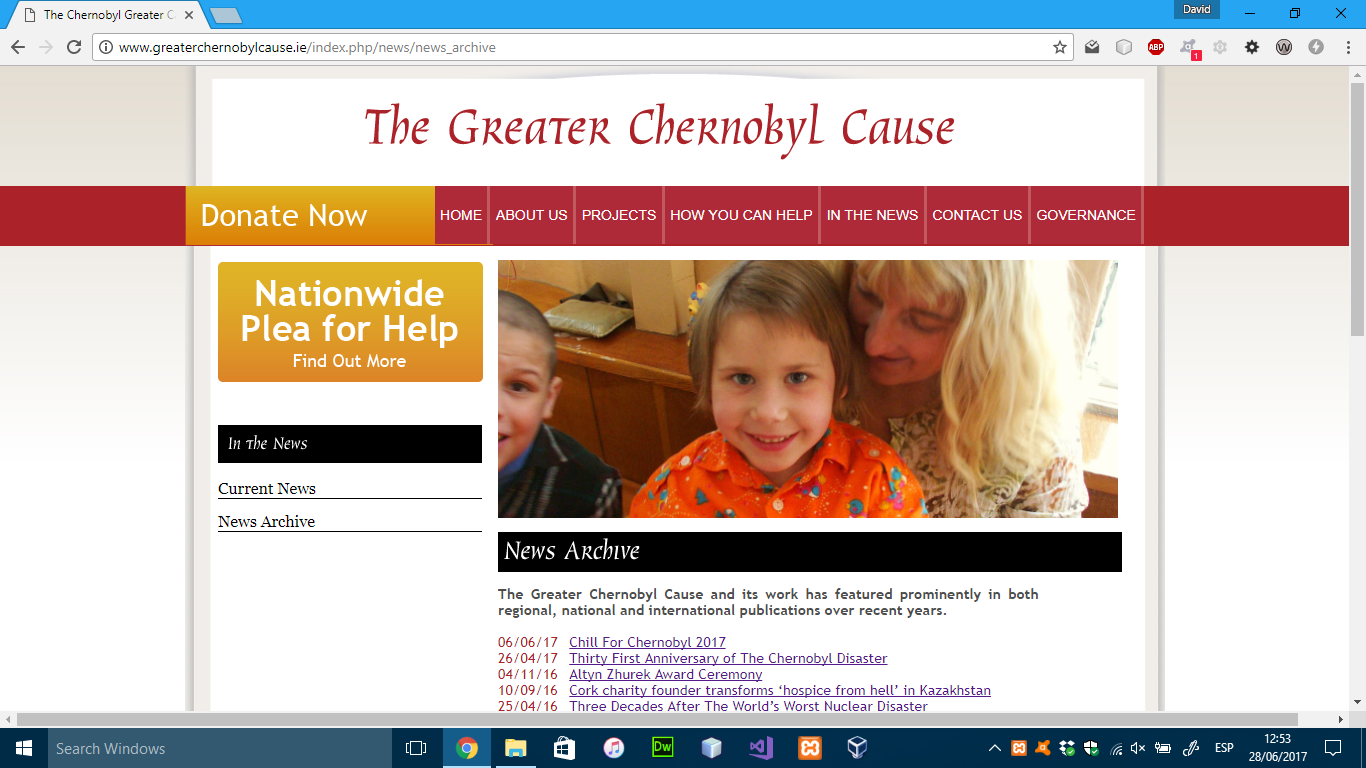 The Chernobyl Greater C
David
www.greaterchernobylcause.ie/index.php/news/news_archive
ABP
1
The Greater Chernobyl Cause
Donate Now
HOME
ABOUT US
PROJECTS
HOW YOU CAN HELP
IN THE NEWS
CONTACT US
GOVERNANCE
Nationwide
Plea for Help
Find Out More
In the News
Current News
News Archive
News Archive
The Greater Chernobyl Cause and its work has featured prominently in both
regional, national and international publications over recent years.
06/06/17 Chill For Chernobyl 2017
26/04/17 Thirty First Anniversary of The Chernobyl Disaster
04/11/16 Altyn Zhurek Award Ceremony
10/09/16 Cork charity founder transforms ‘hospice from hell’ in Kazakhstan
25/04/16 Three Decades After The World’s Worst Nuclear Disaster
Search Windows
Dw
ESP
12:53
28/06/2017